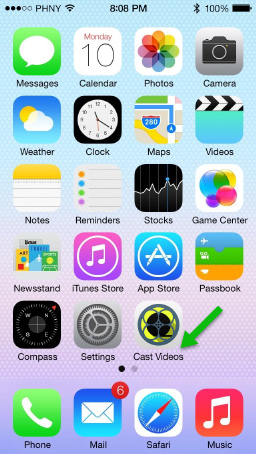 PHNY 8:08 PM 100%
Monday
10
280
Messages Calendar Photos Camera
Weather Clock Maps Videos
Notes Reminders Stocks Game Center
Newsstand iTunes Store App Store Passbook
Compass Settings Cast Videos
6
Phone Mail Safari Music